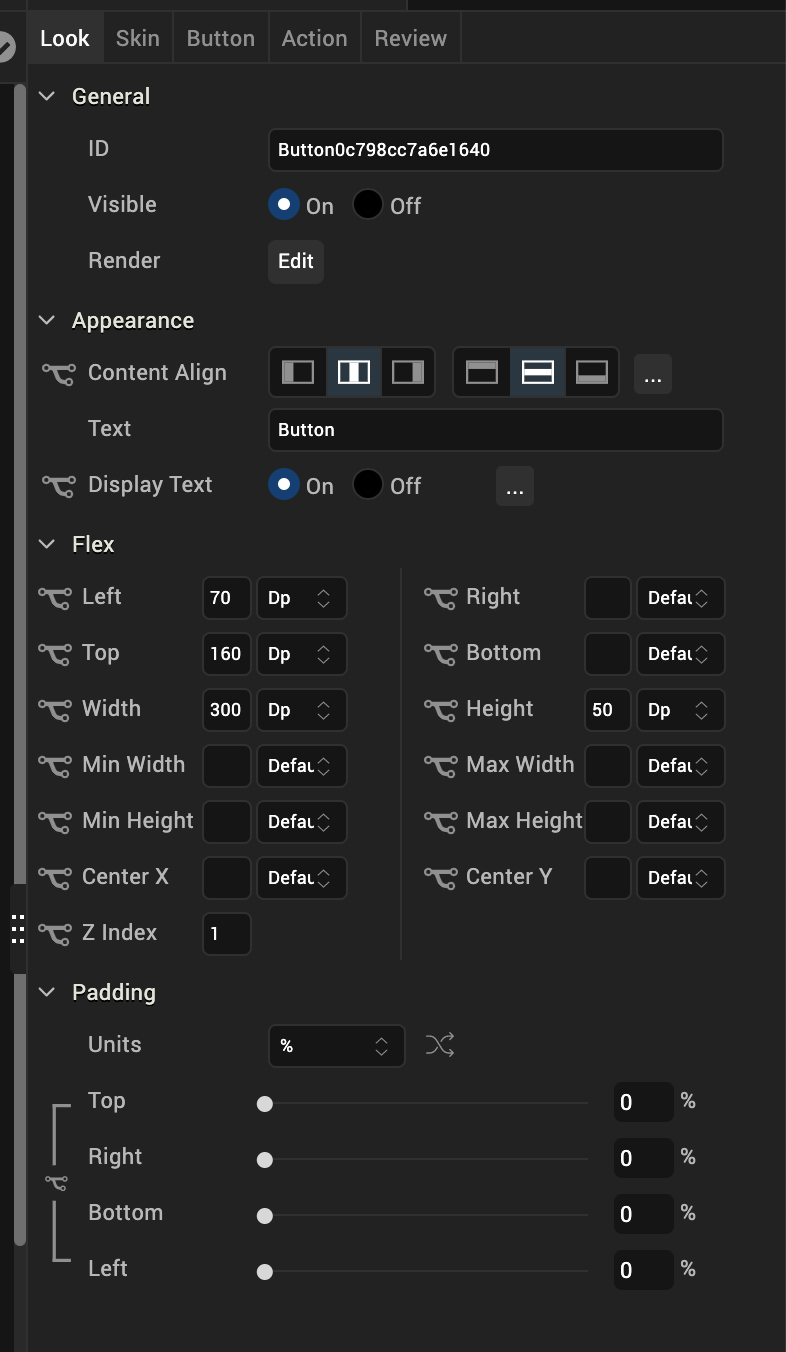 Look Skin Button Action Review
General
ID Button0c798cc7a6e1640
Visible On Off
Render Edit
Appearance
Content Align ...
Text Button
Display Text On Off ...
Flex
Left 70 Dp Right Defau
Top 160 Dp Bottom Defau
Width 300 Dp Height 50 Dp
Min Width Defau Max Width Defau
Min Height Defau Max Height Defau
Center X Defau Center Y Defau
Z Index 1
Padding
Units %
Top 0 %
Right 0 %
Bottom 0 %
Left 0 %